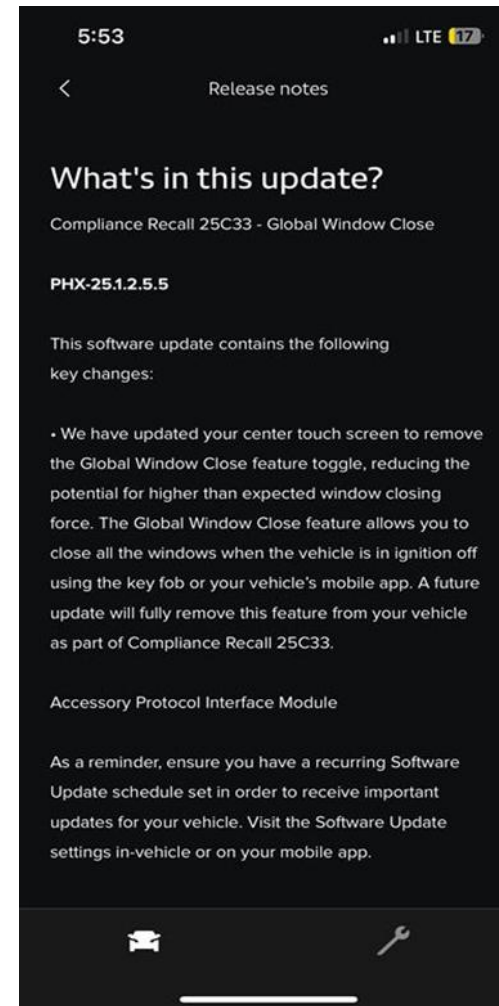 5:53
LTE 17
Release notes
What's in this update?
Compliance Recall 25C33 - Global Window Close
PHX-25.1.2.5.5
This software update contains the following
key changes:
• We have updated your center touch screen to remove
the Global Window Close feature toggle, reducing the
potential for higher than expected window closing
force. The Global Window Close feature allows you to
close all the windows when the vehicle is in ignition off
using the key fob or your vehicle's mobile app. A future
update will fully remove this feature from your vehicle
as part of Compliance Recall 25C33.
Accessory Protocol Interface Module
As a reminder, ensure you have a recurring Software
Update schedule set in order to receive important
updates for your vehicle. Visit the Software Update
settings in-vehicle or on your mobile app.